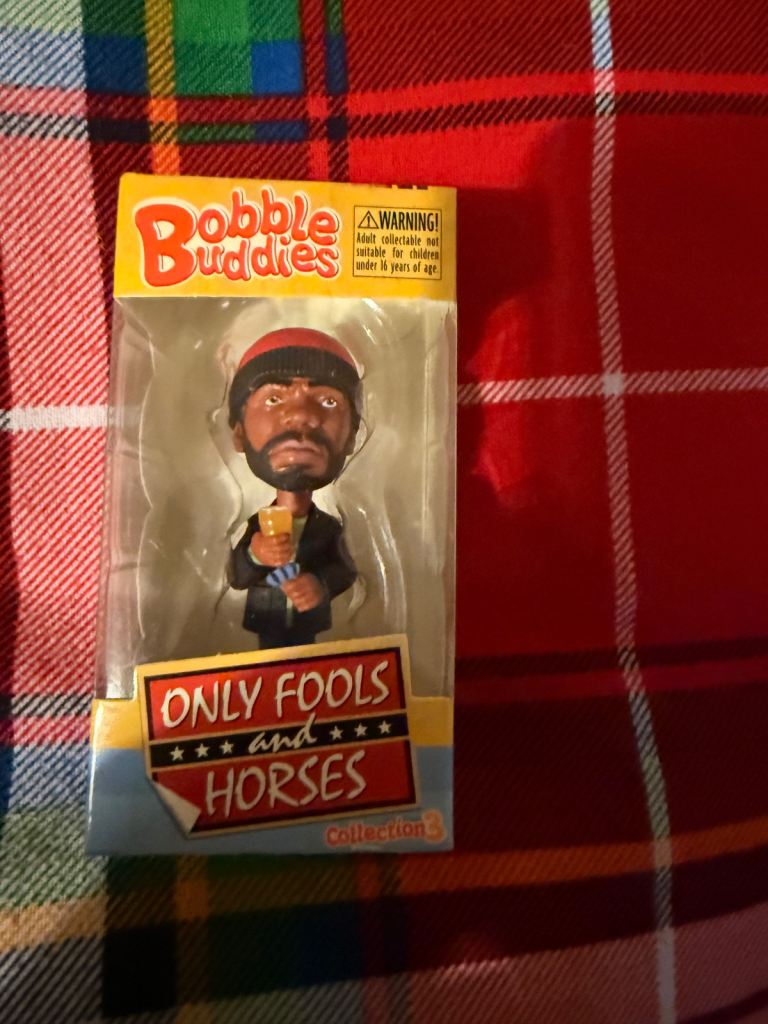 Bobble
Buddies
WARNING!
Adult collectable not
suitable for children
under 16 years of age.
ONLY FOOLS
and
HORSES
Collection 3